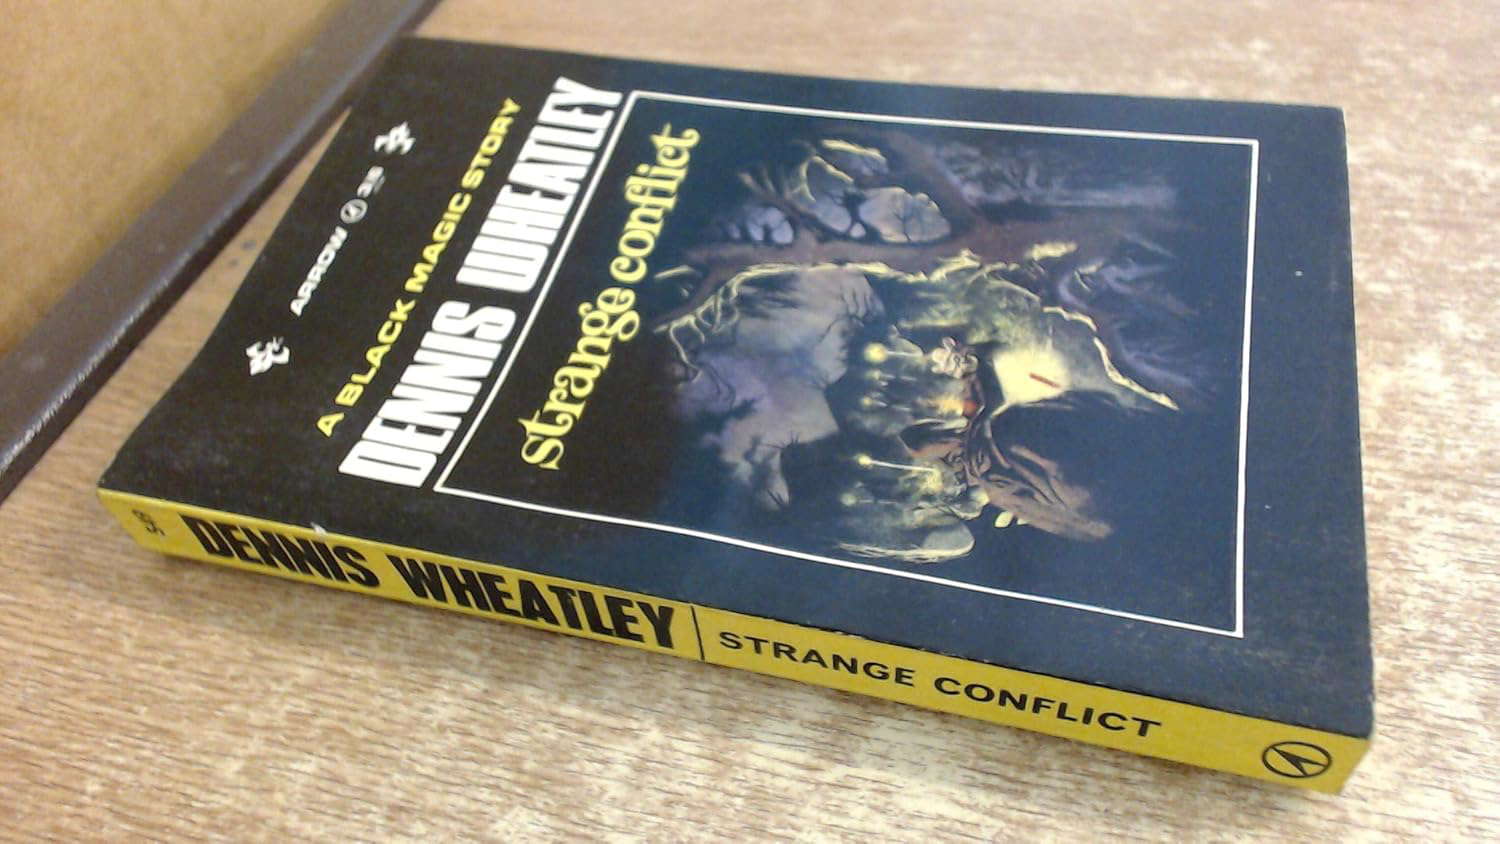 ARROW
A BLACK MAGIC STORY
DENNIS WHEATLEY
strange conflict
DENNIS WHEATLEY
STRANGE CONFLICT